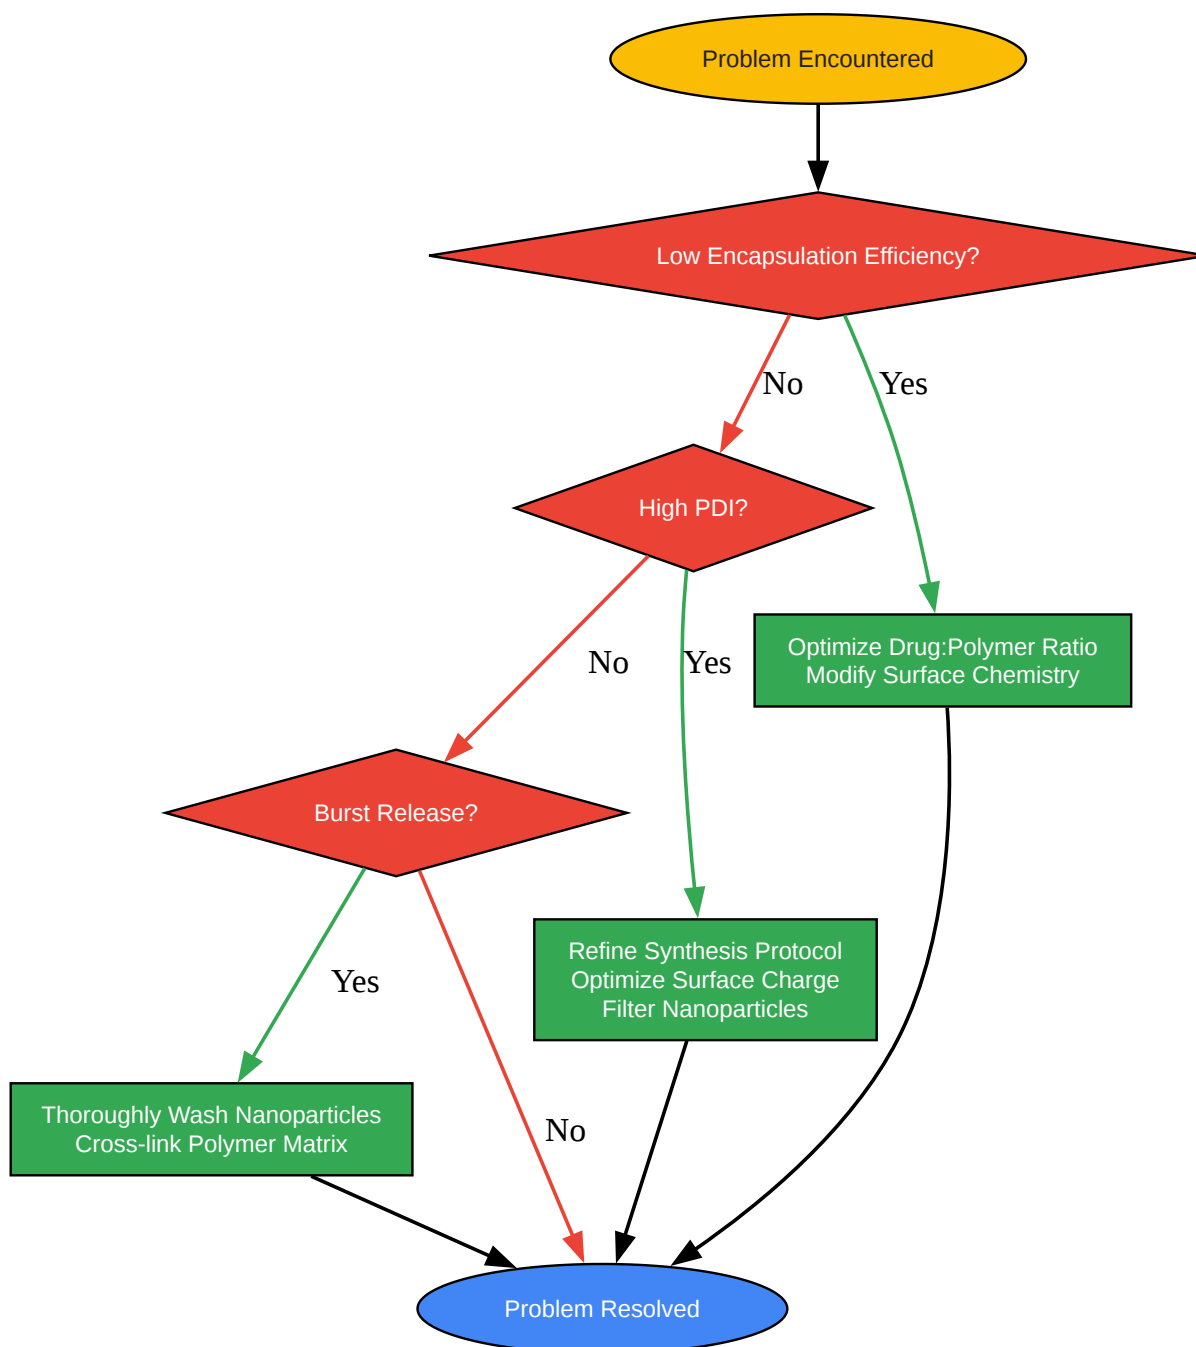 Problem Encountered
Low Encapsulation Efficiency?
No
Yes
High PDI?
No
Yes
Optimize Drug:Polymer Ratio
Modify Surface Chemistry
Burst Release?
Yes
No
Refine Synthesis Protocol
Optimize Surface Charge
Filter Nanoparticles
Thoroughly Wash Nanoparticles
Cross-link Polymer Matrix
Problem Resolved